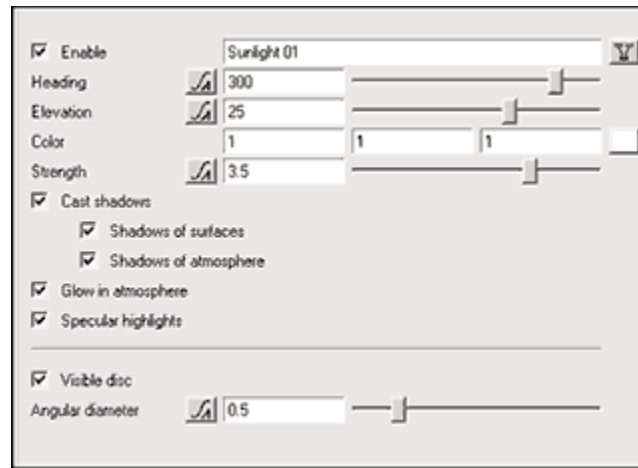 Enable Sunlight 01
Heading 300
Elevation 25
Color 1 1 1
Strength 3.5
Cast shadows
Shadows of surfaces
Shadows of atmosphere
Glow in atmosphere
Specular highlights
Visible disc
Angular diameter 0.5